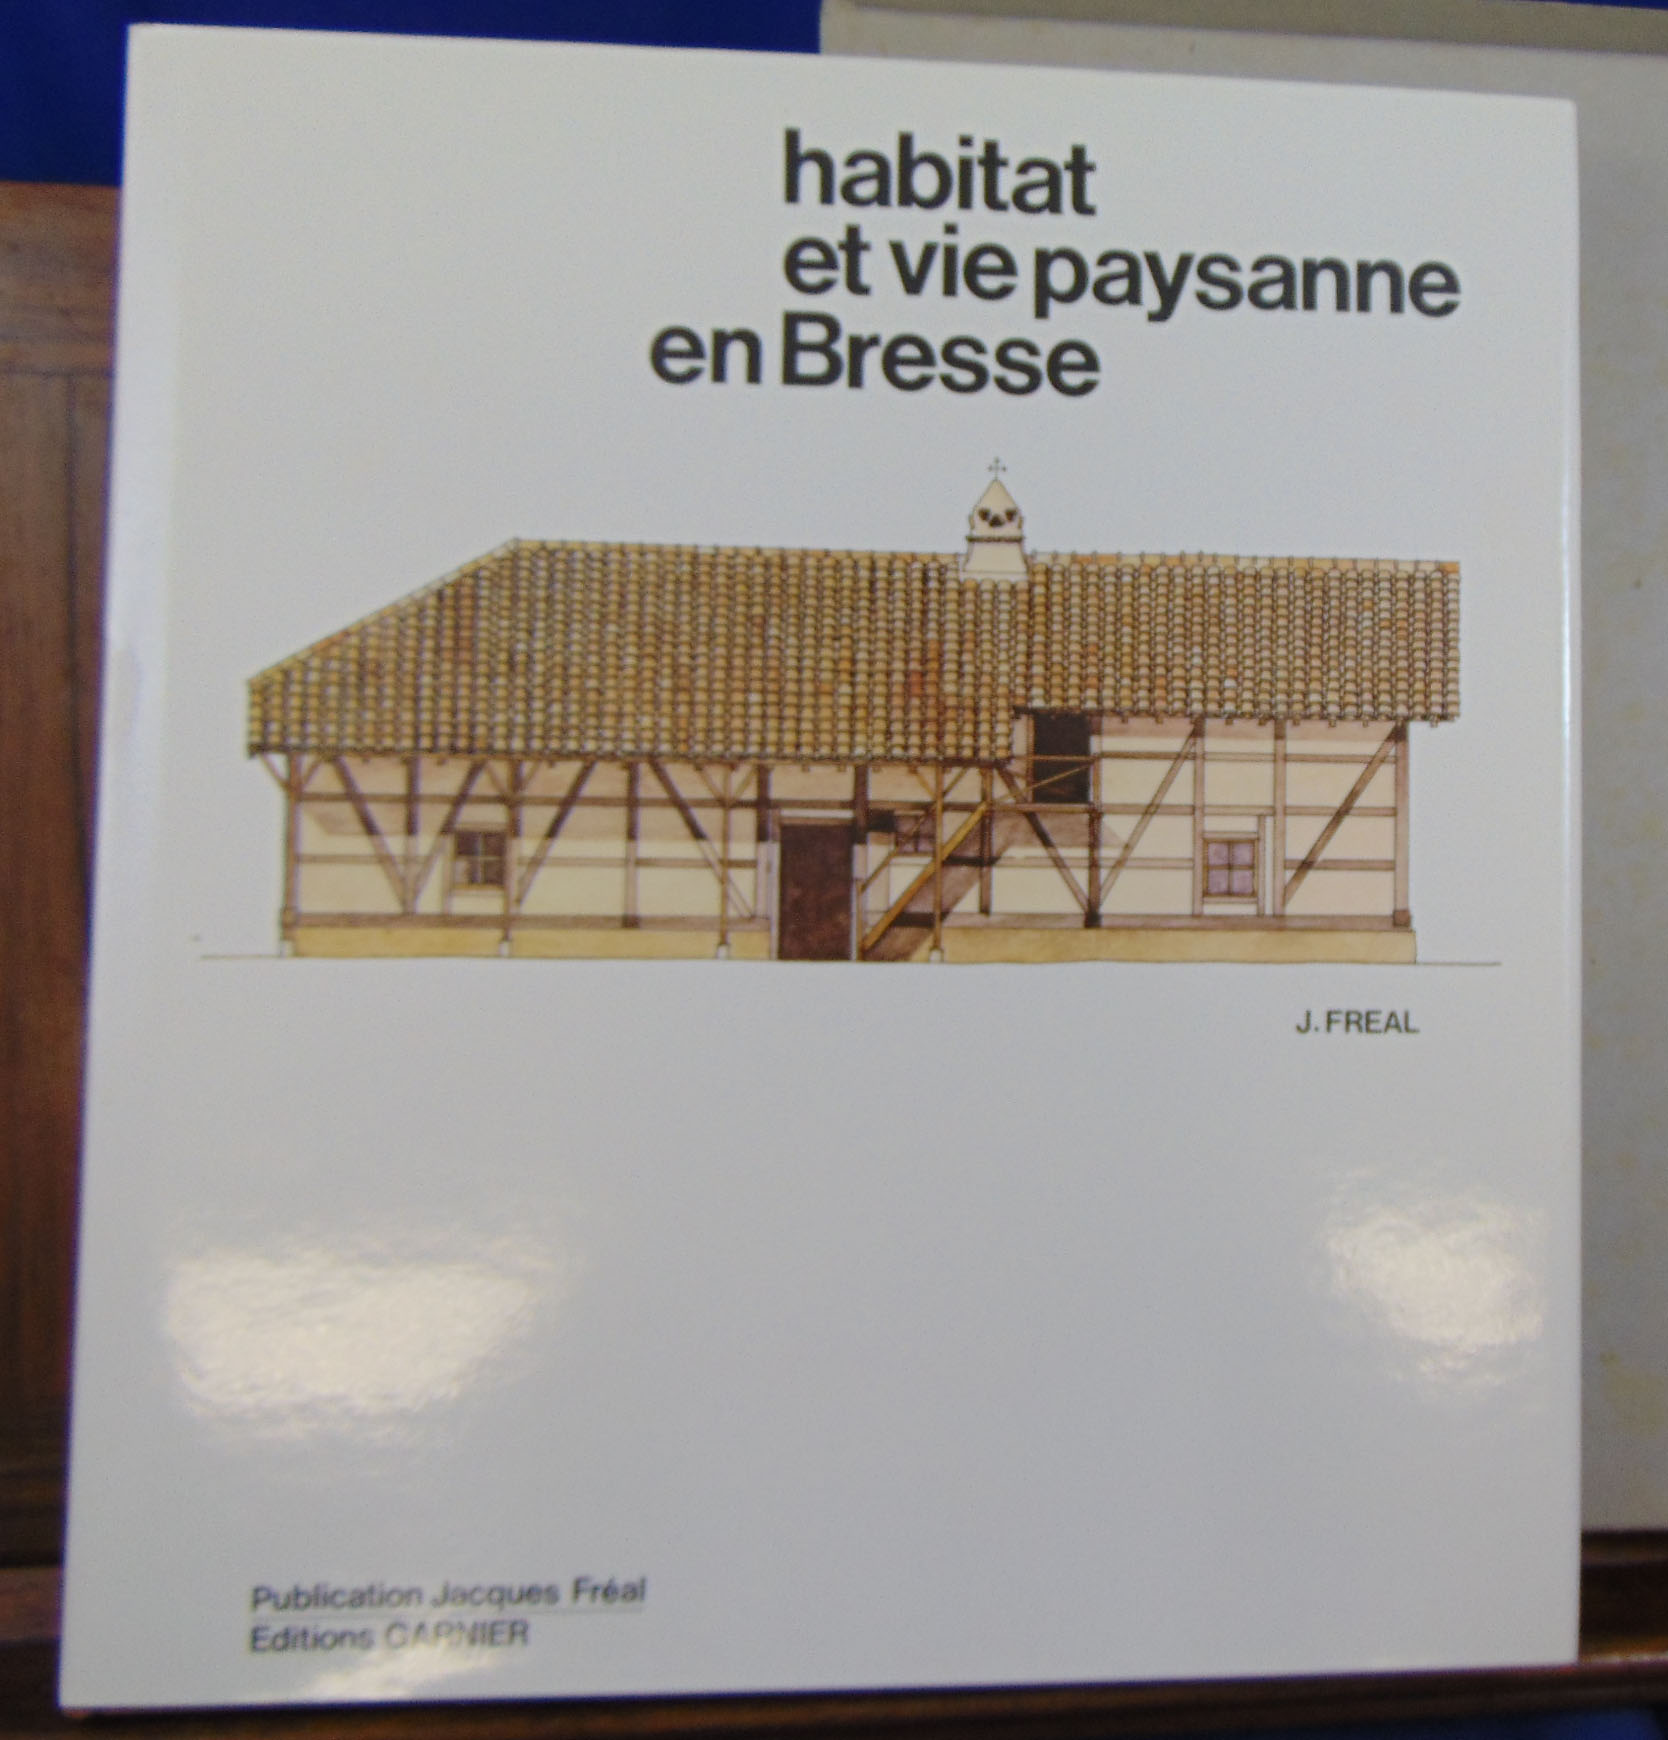 habitat
et vie paysanne
en Bresse
J. FREAL
Publication Jacques Fréal
Editions GARNIER